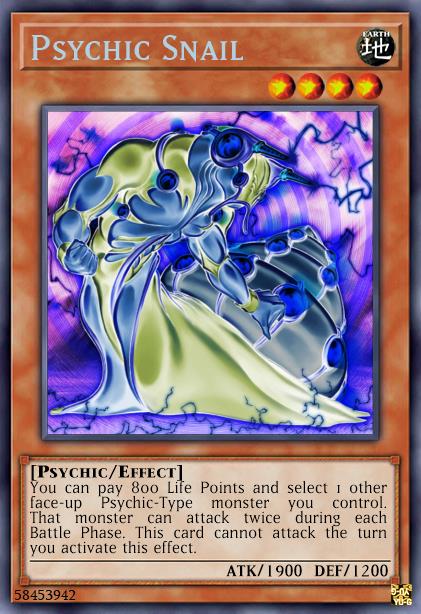 PSYCHIC SNAIL
EARTH
地
[PSYCHIC/EFFECT]
You can pay 800 Life Points and select 1 other
face-up Psychic-Type monster you control.
That monster can attack twice during each
Battle Phase. This card cannot attack the turn
you activate this effect.
ATK/1900 DEF/1200
58453942